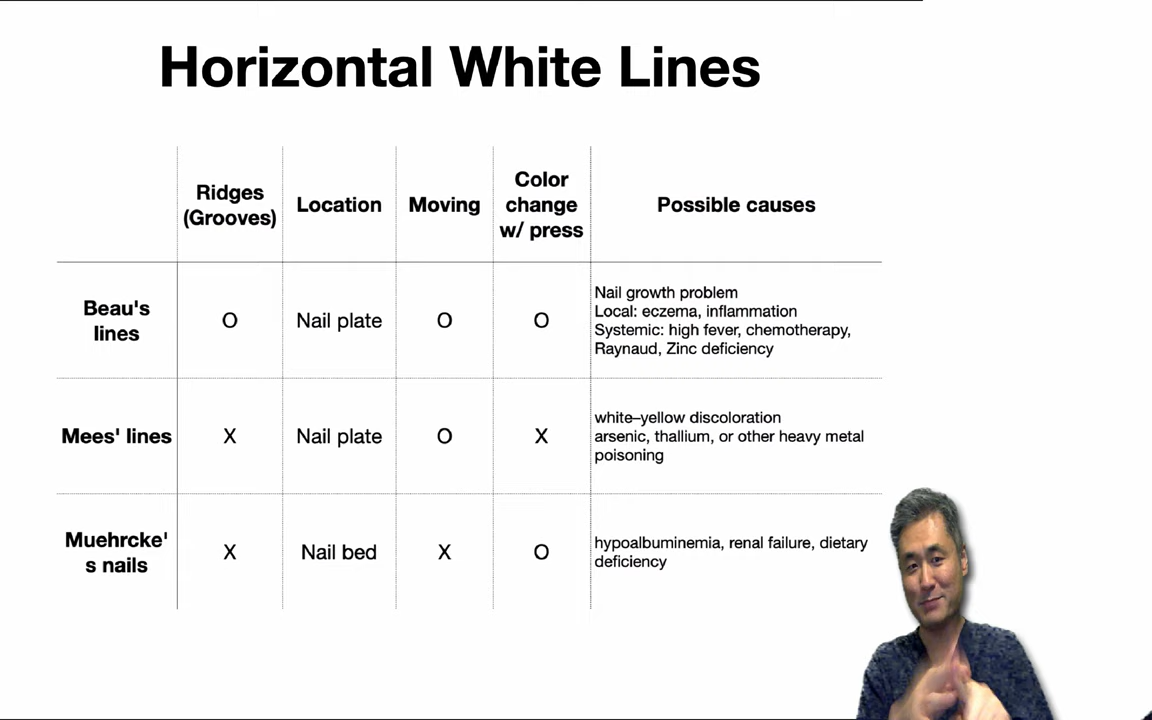 Horizontal White Lines
Ridges
(Grooves)
Location
Moving
Color
change
w/ press
Possible causes
Beau's
lines
O
Nail plate
O
O
Nail growth problem
Local: eczema, inflammation
Systemic: high fever, chemotherapy,
Raynaud, Zinc deficiency
Mees' lines
X
Nail plate
O
X
white–yellow discoloration
arsenic, thallium, or other heavy metal
poisoning
Muehrcke'
s nails
X
Nail bed
X
O
hypoalbuminemia, renal failure, dietary
deficiency